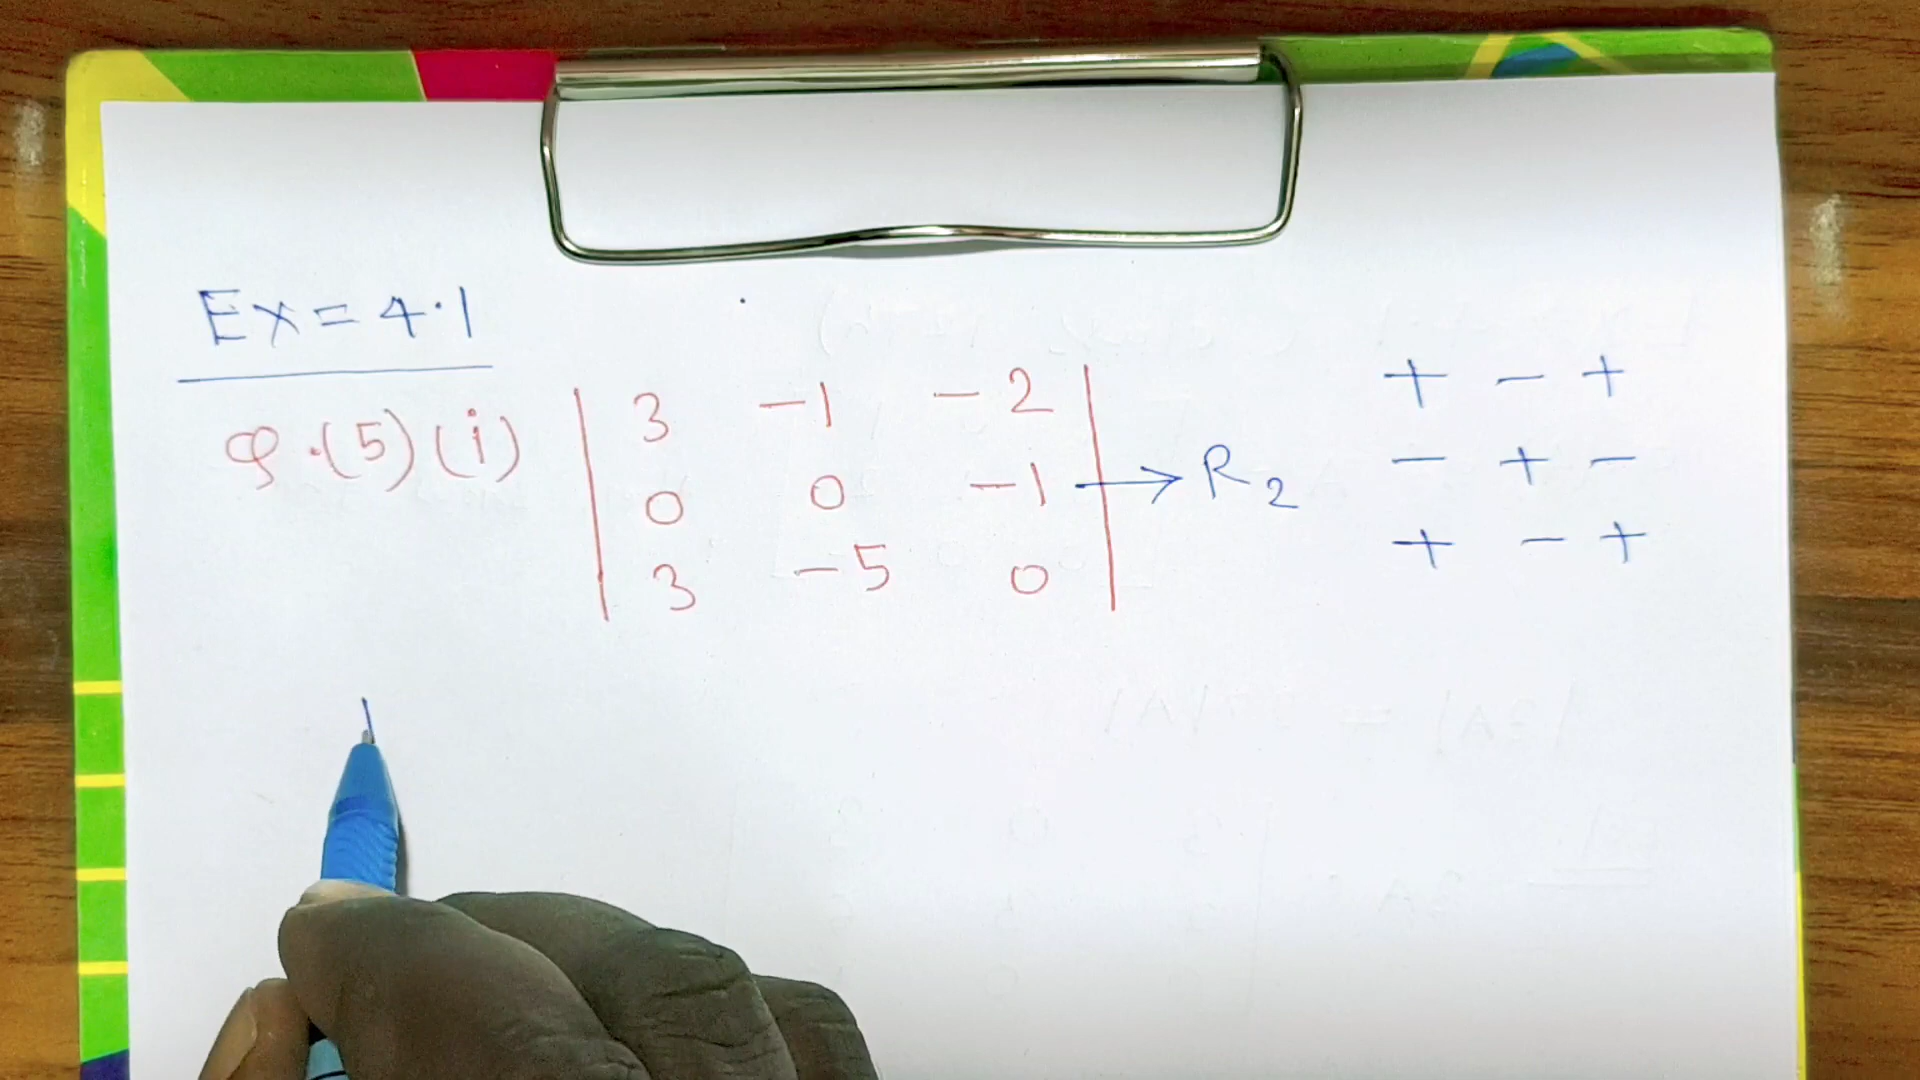 Ex = 4.1
Q.(5)(i) | 3 -1 -2 |
| 0 0 -1 | → R2
| 3 -5 0 |
+ - +
- + -
+ - +